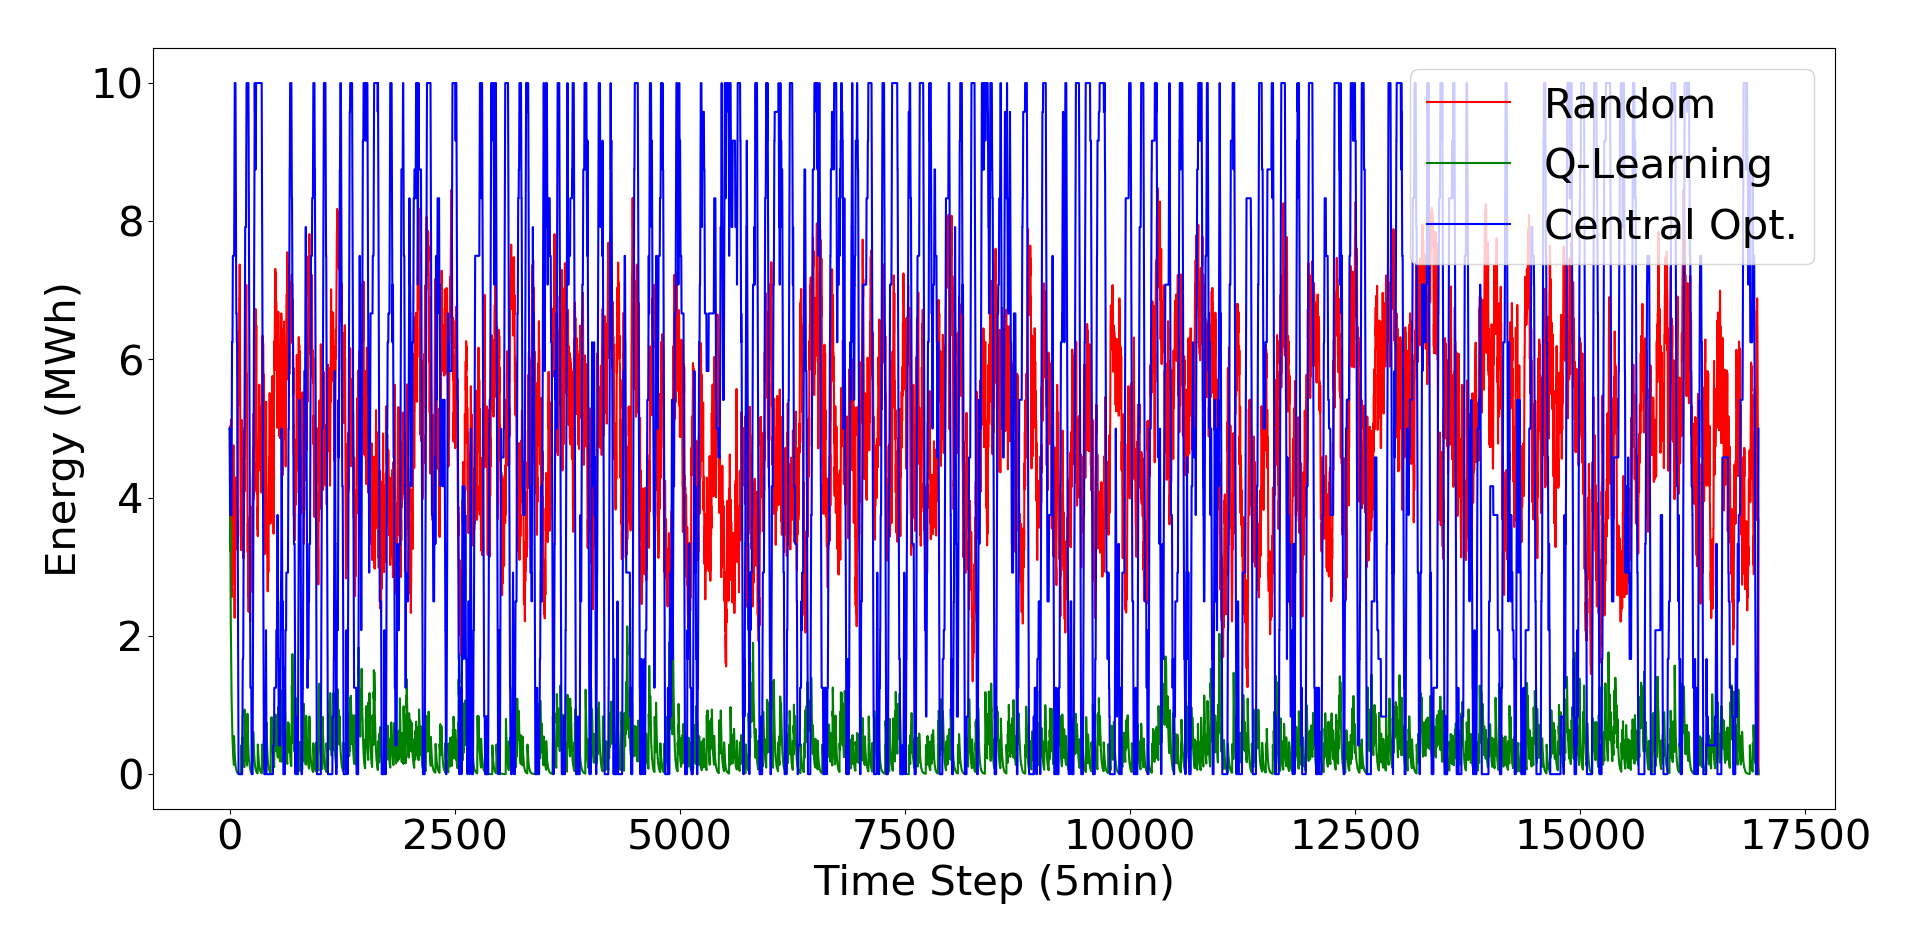 Energy (MWh)
10
8
6
4
2
0
Random
Q-Learning
Central Opt.
0 2500 5000 7500 10000 12500 15000 17500
Time Step (5min)